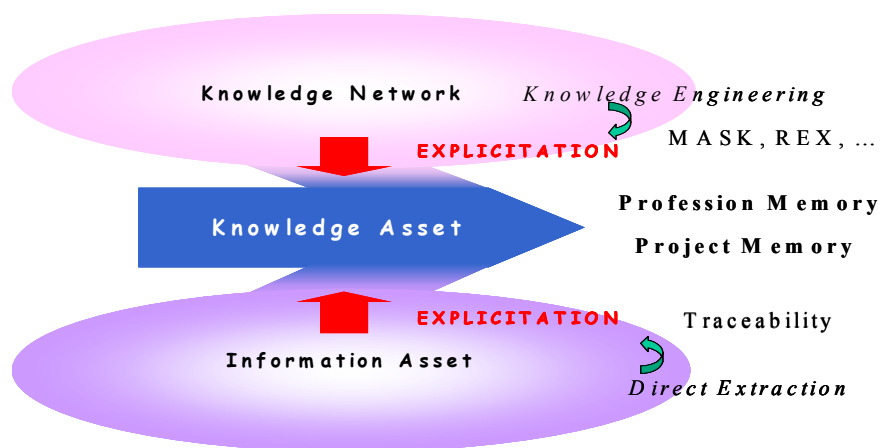 Knowledge Network
Knowledge Engineering
EXPLICITATION
MASK, REX, ...
Knowledge Asset
Profession Memory
Project Memory
EXPLICITATION
Traceability
Information Asset
Direct Extraction